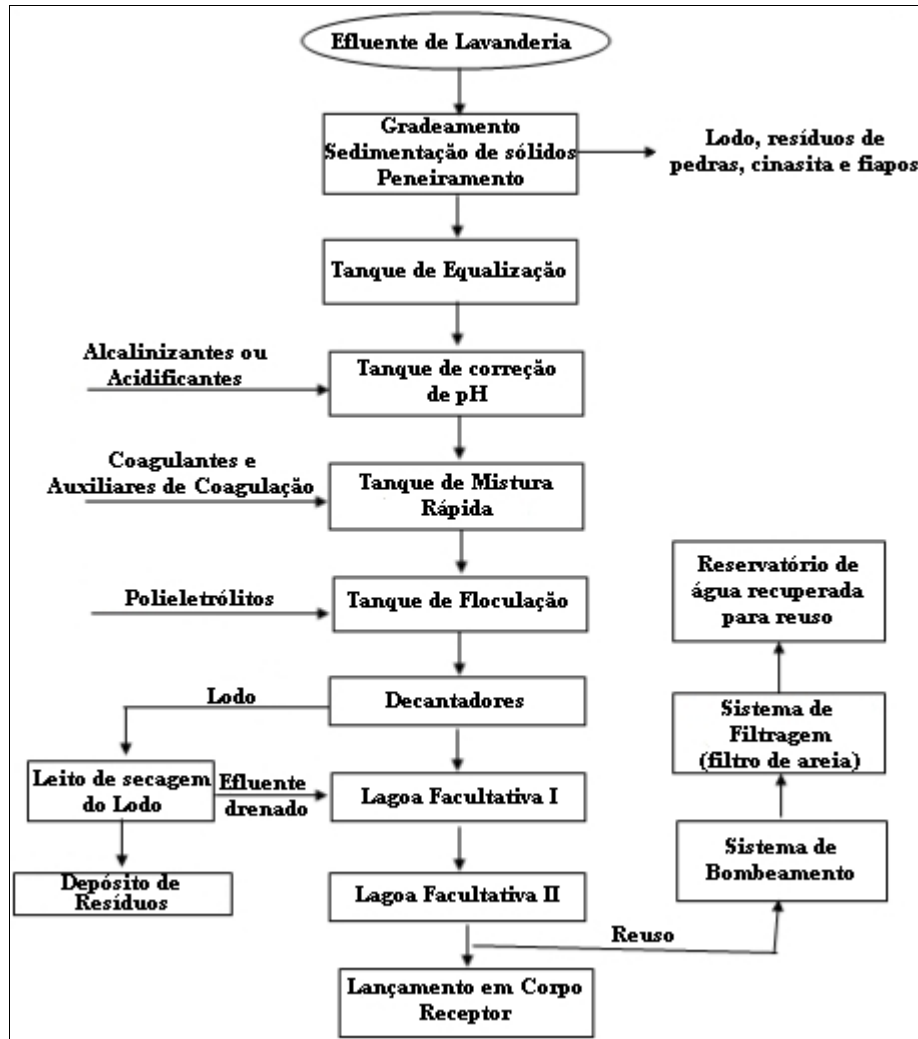 Efluente de Lavanderia
Gradeamento
Sedimentação de sólidos
Peneiramento
Lodo, resíduos de
pedras, cinasita e fiapos
Tanque de Equalização
Alcalinizantes ou
Acidificantes
Tanque de correção
de pH
Coagulantes e
Auxiliares de Coagulação
Tanque de Mistura
Rápida
Polieletrólitos
Tanque de Floculação
Lodo
Decantadores
Leito de secagem
do Lodo
Efluente
drenado
Lagoa Facultativa I
Depósito de
Resíduos
Lagoa Facultativa II
Reuso
Lançamento em Corpo
Receptor
Reservatório de
água recuperada
para reuso
Sistema de
Filtragem
(filtro de areia)
Sistema de
Bombeamento